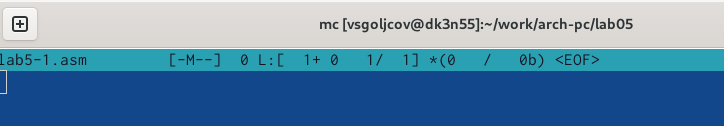 mc [vsgoljcov@dk3n55]:~/work/arch-pc/lab05
lab5-1.asm [-M--] 0 L:[ 1+ 0 1/ 1] *(0 / 0b) <EOF>